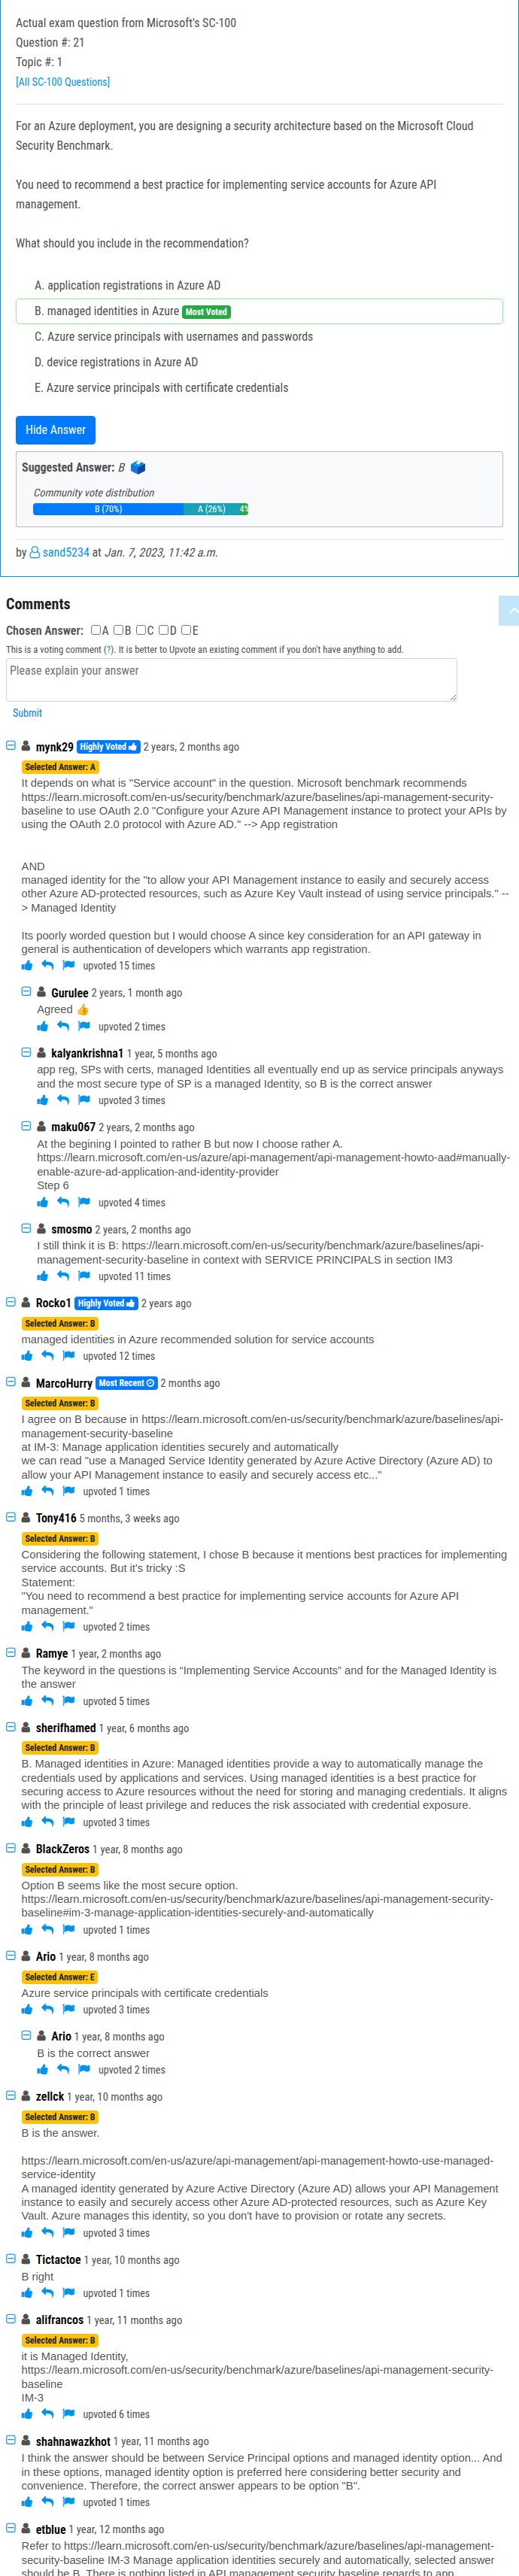 Actual exam question from Microsoft's SC-100
Question #: 21
Topic #: 1
[All SC-100 Questions]
For an Azure deployment, you are designing a security architecture based on the Microsoft Cloud
Security Benchmark.
You need to recommend a best practice for implementing service accounts for Azure API
management.
What should you include in the recommendation?
A. application registrations in Azure AD
B. managed identities in Azure Most Voted
C. Azure service principals with usernames and passwords
D. device registrations in Azure AD
E. Azure service principals with certificate credentials
Hide Answer
Suggested Answer: B
Community vote distribution
B (70%) A (26%) 4%
by sand5234 at Jan. 7, 2023, 11:42 a.m.
Comments
Chosen Answer: A B C D E
This is a voting comment (?). It is better to Upvote an existing comment if you don't have anything to add.
Please explain your answer
Submit
mynk29 Highly Voted 2 years, 2 months ago
Selected Answer: A
It depends on what is "Service account" in the question. Microsoft benchmark recommends
https://learn.microsoft.com/en-us/security/benchmark/azure/baselines/api-management-security-
baseline to use OAuth 2.0 "Configure your Azure API Management instance to protect your APIs by
using the OAuth 2.0 protocol with Azure AD." --> App registration
AND
managed identity for the "to allow your API Management instance to easily and securely access
other Azure AD-protected resources, such as Azure Key Vault instead of using service principals." --
> Managed Identity
Its poorly worded question but I would choose A since key consideration for an API gateway in
general is authentication of developers which warrants app registration.
upvoted 15 times
Gurulee 2 years, 1 month ago
Agreed 👍
upvoted 2 times
kalyankrishna1 1 year, 5 months ago
app reg, SPs with certs, managed Identities all eventually end up as service principals anyways
and the most secure type of SP is a managed Identity, so B is the correct answer
upvoted 3 times
maku067 2 years, 2 months ago
At the begining I pointed to rather B but now I choose rather A.
https://learn.microsoft.com/en-us/azure/api-management/api-management-howto-aad#manually-
enable-azure-ad-application-and-identity-provider
Step 6
upvoted 4 times
smosmo 2 years, 2 months ago
I still think it is B: https://learn.microsoft.com/en-us/security/benchmark/azure/baselines/api-
management-security-baseline in context with SERVICE PRINCIPALS in section IM3
upvoted 11 times
Rocko1 Highly Voted 2 years ago
Selected Answer: B
managed identities in Azure recommended solution for service accounts
upvoted 12 times
MarcoHurry Most Recent 2 months ago
Selected Answer: B
I agree on B because in https://learn.microsoft.com/en-us/security/benchmark/azure/baselines/api-
management-security-baseline
at IM-3: Manage application identities securely and automatically
we can read "use a Managed Service Identity generated by Azure Active Directory (Azure AD) to
allow your API Management instance to easily and securely access etc..."
upvoted 1 times
Tony416 5 months, 3 weeks ago
Selected Answer: B
Considering the following statement, I chose B because it mentions best practices for implementing
service accounts. But it's tricky :S
Statement:
"You need to recommend a best practice for implementing service accounts for Azure API
management."
upvoted 2 times
Ramye 1 year, 2 months ago
The keyword in the questions is “Implementing Service Accounts” and for the Managed Identity is
the answer
upvoted 5 times
sherifhamed 1 year, 6 months ago
Selected Answer: B
B. Managed identities in Azure: Managed identities provide a way to automatically manage the
credentials used by applications and services. Using managed identities is a best practice for
securing access to Azure resources without the need for storing and managing credentials. It aligns
with the principle of least privilege and reduces the risk associated with credential exposure.
upvoted 3 times
BlackZeros 1 year, 8 months ago
Selected Answer: B
Option B seems like the most secure option.
https://learn.microsoft.com/en-us/security/benchmark/azure/baselines/api-management-security-
baseline#im-3-manage-application-identities-securely-and-automatically
upvoted 1 times
Ario 1 year, 8 months ago
Selected Answer: E
Azure service principals with certificate credentials
upvoted 3 times
Ario 1 year, 8 months ago
B is the correct answer
upvoted 2 times
zellck 1 year, 10 months ago
Selected Answer: B
B is the answer.
https://learn.microsoft.com/en-us/azure/api-management/api-management-howto-use-managed-
service-identity
A managed identity generated by Azure Active Directory (Azure AD) allows your API Management
instance to easily and securely access other Azure AD-protected resources, such as Azure Key
Vault. Azure manages this identity, so you don't have to provision or rotate any secrets.
upvoted 3 times
Tictactoe 1 year, 10 months ago
B right
upvoted 1 times
alifrancos 1 year, 11 months ago
Selected Answer: B
it is Managed Identity,
https://learn.microsoft.com/en-us/security/benchmark/azure/baselines/api-management-security-
baseline
IM-3
upvoted 6 times
shahnawazkhot 1 year, 11 months ago
I think the answer should be between Service Principal options and managed identity option... And
in these options, managed identity option is preferred here considering better security and
convenience. Therefore, the correct answer appears to be option "B".
upvoted 1 times
etblue 1 year, 12 months ago
Refer to https://learn.microsoft.com/en-us/security/benchmark/azure/baselines/api-management-
security-baseline IM-3 Manage application identities securely and automatically, selected answer
should be B. There is nothing listed in API management security baseline regards to app